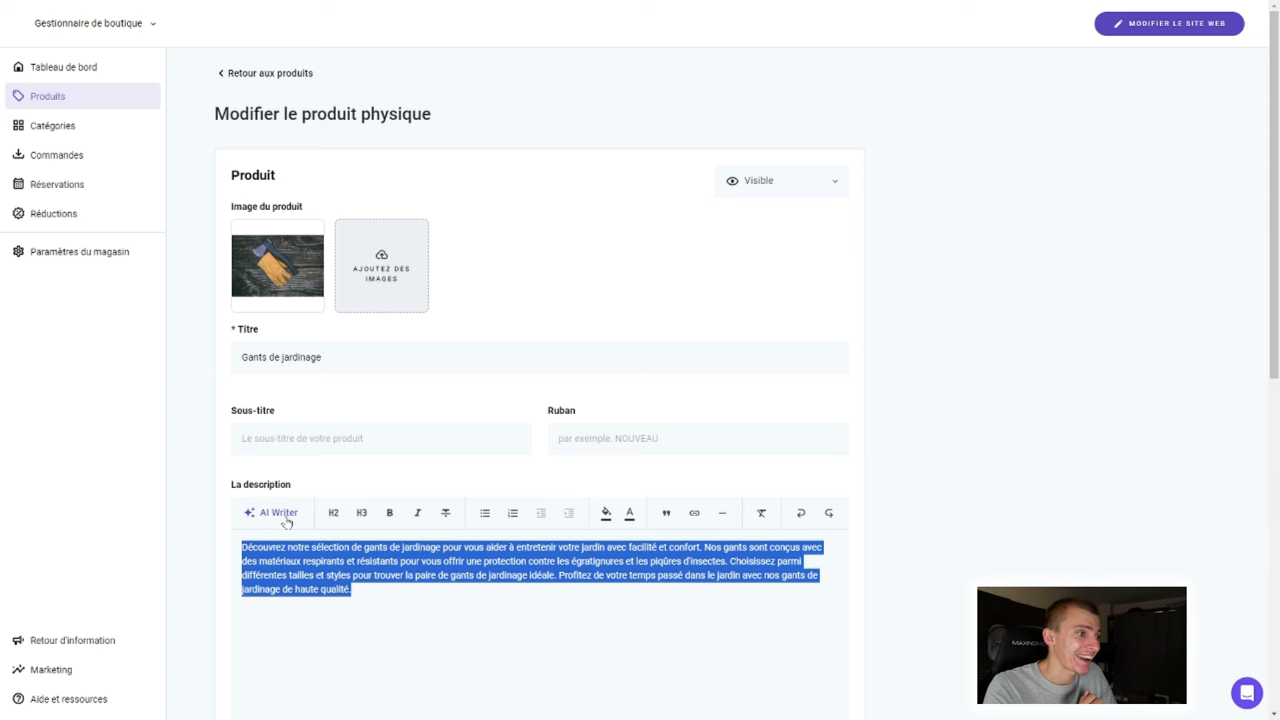 Gestionnaire de boutique
MODIFIER LE SITE WEB
Tableau de bord
Produits
Catégories
Commandes
Réservations
Réductions
Paramètres du magasin
Retour d'information
Marketing
Aide et ressources
Retour aux produits
Modifier le produit physique
Produit
Visible
Image du produit
AJOUTEZ DES
IMAGES
* Titre
Gants de jardinage
Sous-titre
Ruban
Le sous-titre de votre produit
par exemple. NOUVEAU
La description
AI Writer
H2
H3
B
I
S
A
Découvrez notre sélection de gants de jardinage pour vous aider à entretenir votre jardin avec facilité et confort. Nos gants sont conçus avec
des matériaux respirants et résistants pour vous offrir une protection contre les égratignures et les piqûres d'insectes. Choisissez parmi
différentes tailles et styles pour trouver la paire de gants de jardinage idéale. Profitez de votre temps passé dans le jardin avec nos gants de
jardinage de haute qualité.
MAXNOMIC